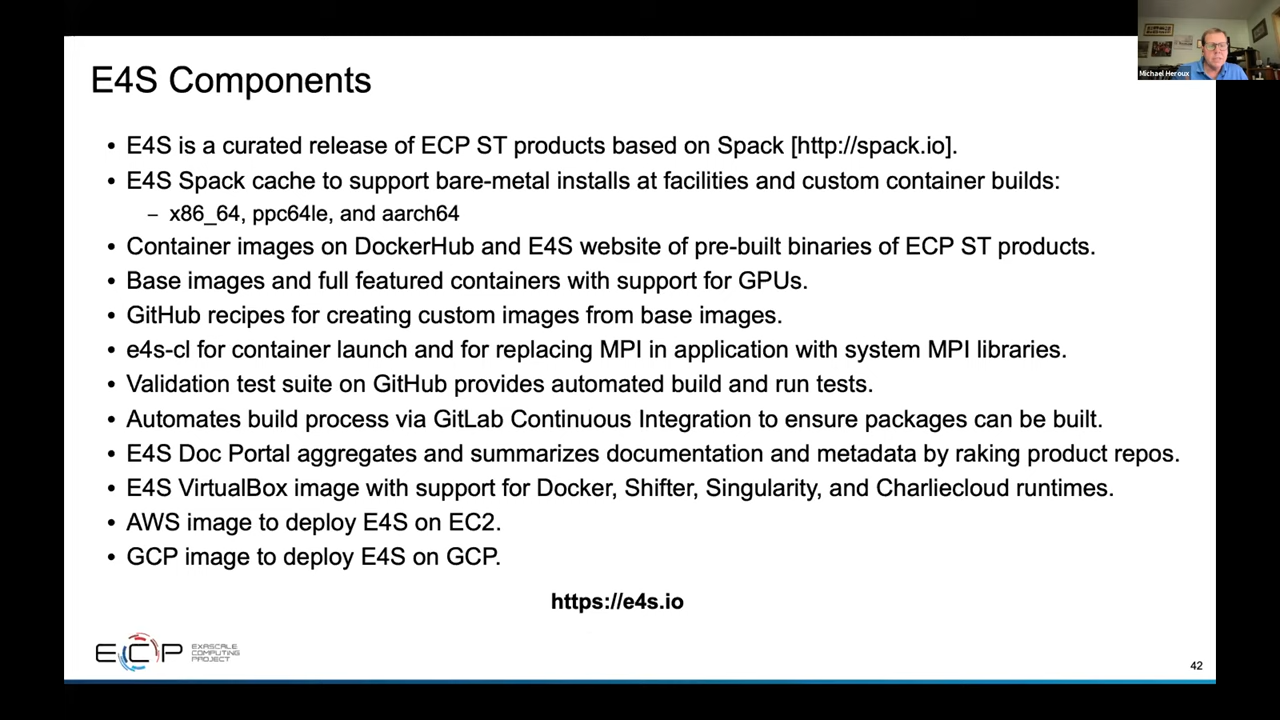 E4S Components
Michael Heroux
• E4S is a curated release of ECP ST products based on Spack [http://spack.io].
• E4S Spack cache to support bare-metal installs at facilities and custom container builds:
– x86_64, ppc64le, and aarch64
• Container images on DockerHub and E4S website of pre-built binaries of ECP ST products.
• Base images and full featured containers with support for GPUs.
• GitHub recipes for creating custom images from base images.
• e4s-cl for container launch and for replacing MPI in application with system MPI libraries.
• Validation test suite on GitHub provides automated build and run tests.
• Automates build process via GitLab Continuous Integration to ensure packages can be built.
• E4S Doc Portal aggregates and summarizes documentation and metadata by raking product repos.
• E4S VirtualBox image with support for Docker, Shifter, Singularity, and Charliecloud runtimes.
• AWS image to deploy E4S on EC2.
• GCP image to deploy E4S on GCP.
https://e4s.io
ECP
EXASCALE
COMPUTING
PROJECT
42